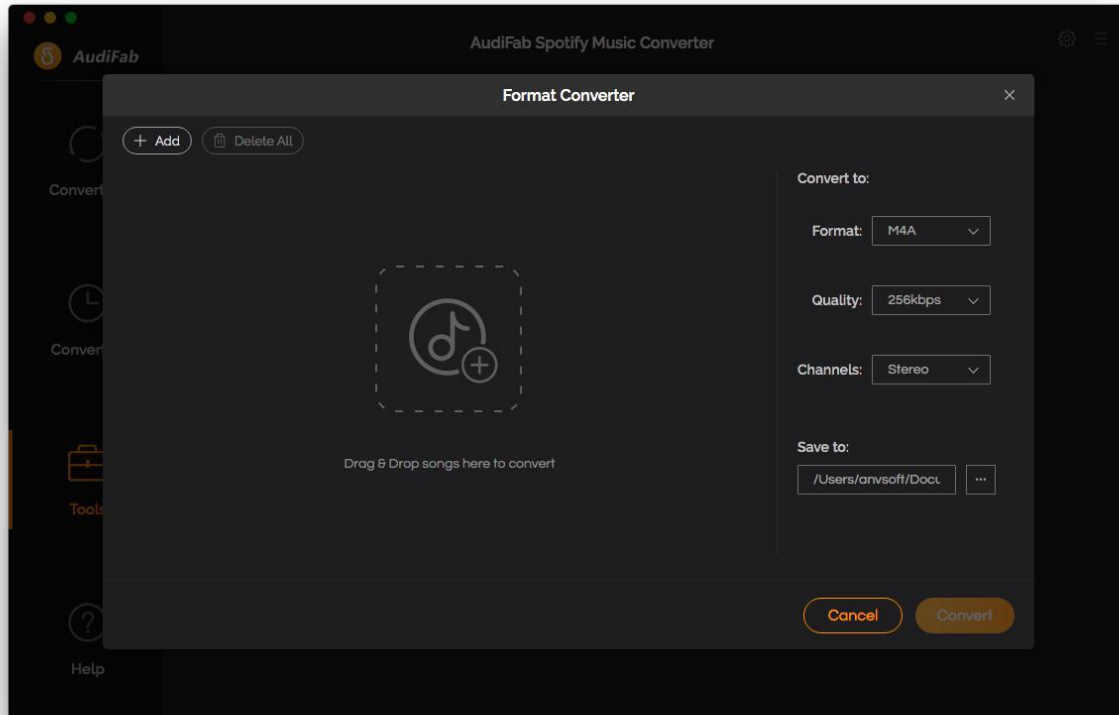 AudiFab
AudiFab Spotify Music Converter
Format Converter
Add
Delete All
Convert to:
Format:
M4A
Quality:
256kbps
Channels:
Stereo
Save to:
/Users/anvsoft/Docu
...
Drag & Drop songs here to convert
Cancel
Convert
Convert
Conver
Tools
Help